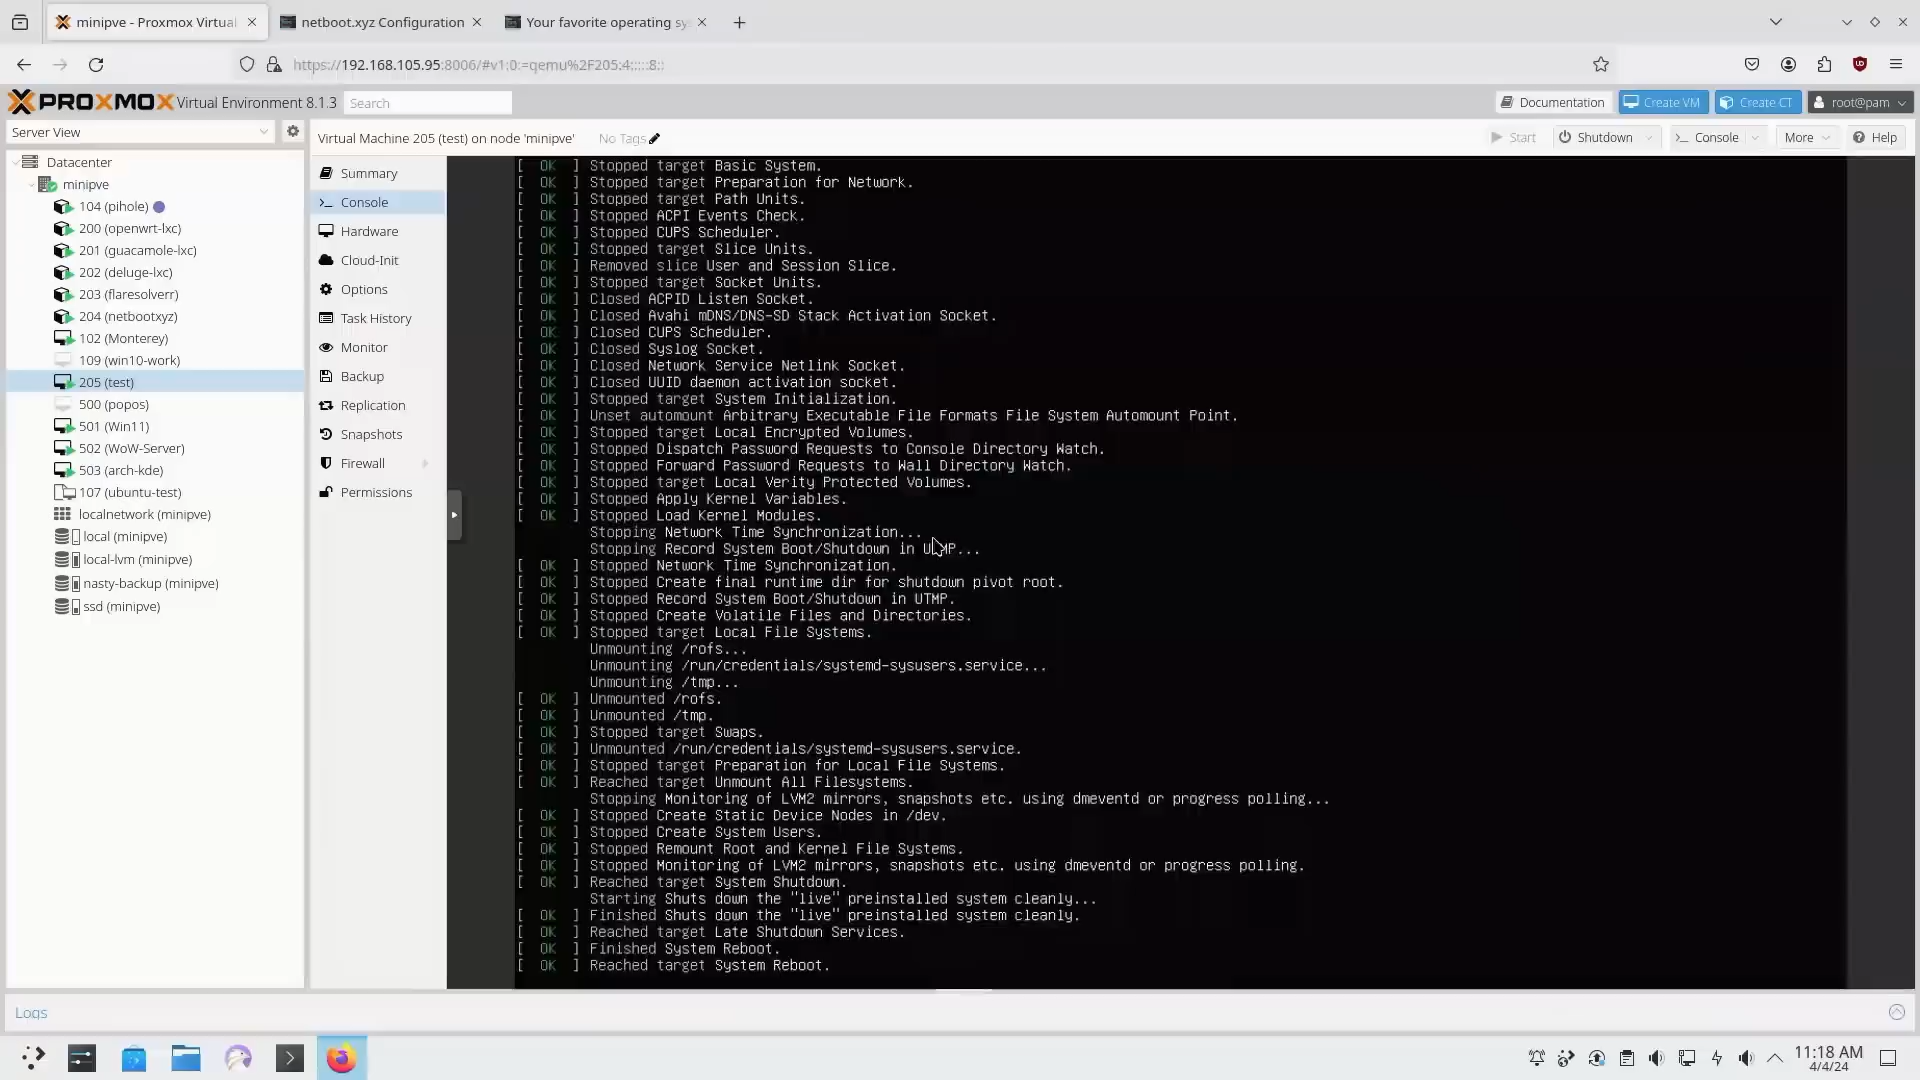 minipve - Proxmox Virtual
netboot.xyz Configuration
Your favorite operating sy
https://192.168.105.95:8006/#v1:0:=qemu%2F205:4:::::8::
PROXMOX Virtual Environment 8.1.3
Search
Documentation
Create VM
Create CT
root@pam
Server View
Virtual Machine 205 (test) on node 'minipve'
No Tags
Start
Shutdown
Console
More
Help
Datacenter
minipve
104 (pihole)
200 (openwrt-lxc)
201 (guacamole-lxc)
202 (deluge-lxc)
203 (flaresolverr)
204 (netbootxyz)
102 (Monterey)
109 (win10-work)
205 (test)
500 (popos)
501 (Win11)
502 (WoW-Server)
503 (arch-kde)
107 (ubuntu-test)
localnetwork (minipve)
local (minipve)
local-lvm (minipve)
nasty-backup (minipve)
ssd (minipve)
Summary
Console
Hardware
Cloud-Init
Options
Task History
Monitor
Backup
Replication
Snapshots
Firewall
Permissions
[  OK  ] Stopped target Basic System.
[  OK  ] Stopped target Preparation for Network.
[  OK  ] Stopped target Path Units.
[  OK  ] Stopped ACPI Events Check.
[  OK  ] Stopped CUPS Scheduler.
[  OK  ] Stopped target Slice Units.
[  OK  ] Removed slice User and Session Slice.
[  OK  ] Stopped target Socket Units.
[  OK  ] Closed ACPID Listen Socket.
[  OK  ] Closed Avahi mDNS/DNS-SD Stack Activation Socket.
[  OK  ] Closed CUPS Scheduler.
[  OK  ] Closed Syslog Socket.
[  OK  ] Closed Network Service Netlink Socket.
[  OK  ] Closed UUID daemon activation socket.
[  OK  ] Stopped target System Initialization.
[  OK  ] Unset automount Arbitrary Executable File Formats File System Automount Point.
[  OK  ] Stopped target Local Encrypted Volumes.
[  OK  ] Stopped Dispatch Password Requests to Console Directory Watch.
[  OK  ] Stopped Forward Password Requests to Wall Directory Watch.
[  OK  ] Stopped target Local Verity Protected Volumes.
[  OK  ] Stopped Apply Kernel Variables.
[  OK  ] Stopped Load Kernel Modules.
Stopping Network Time Synchronization...
Stopping Record System Boot/Shutdown in UTMP...
[  OK  ] Stopped Network Time Synchronization.
[  OK  ] Stopped Create final runtime dir for shutdown pivot root.
[  OK  ] Stopped Record System Boot/Shutdown in UTMP.
[  OK  ] Stopped Create Volatile Files and Directories.
[  OK  ] Stopped target Local File Systems.
Unmounting /rofs...
Unmounting /run/credentials/systemd-sysusers.service...
Unmounting /tmp...
[  OK  ] Unmounted /rofs.
[  OK  ] Unmounted /tmp.
[  OK  ] Stopped target Swaps.
[  OK  ] Unmounted /run/credentials/systemd-sysusers.service.
[  OK  ] Stopped target Preparation for Local File Systems.
[  OK  ] Reached target Unmount All Filesystems.
Stopping Monitoring of LVM2 mirrors, snapshots etc. using dmeventd or progress polling...
[  OK  ] Stopped Create Static Device Nodes in /dev.
[  OK  ] Stopped Create System Users.
[  OK  ] Stopped Remount Root and Kernel File Systems.
[  OK  ] Stopped Monitoring of LVM2 mirrors, snapshots etc. using dmeventd or progress polling.
[  OK  ] Reached target System Shutdown.
Starting Shuts down the "live" preinstalled system cleanly...
[  OK  ] Finished Shuts down the "live" preinstalled system cleanly.
[  OK  ] Reached target Late Shutdown Services.
[  OK  ] Finished System Reboot.
[  OK  ] Reached target System Reboot.
Logs
11:18 AM
4/4/24